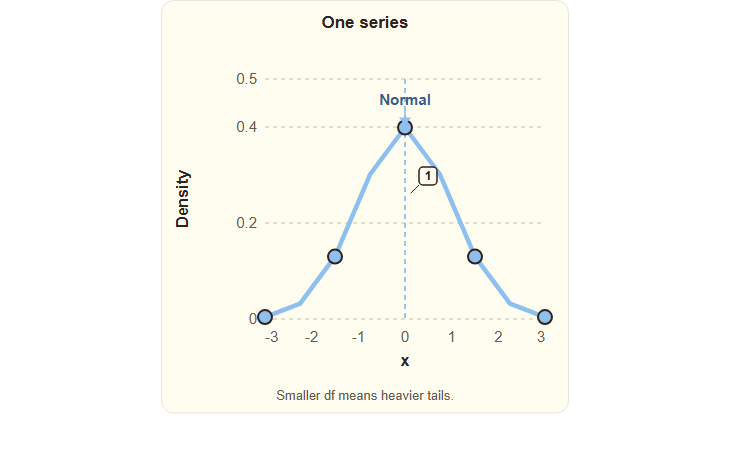 One series
0.5
Normal
0.4
1
Density
0.2
0
-3 -2 -1 0 1 2 3
x
Smaller df means heavier tails.